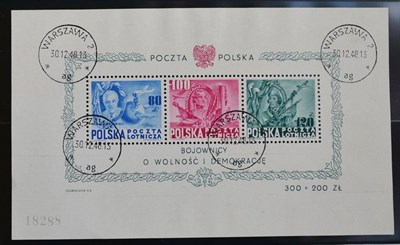 WARSZAWA 2
30.12.48.13
ag
POCZTA POLSKA
WARSZAWA 2
30.12.48.13
ag
80
POLSKA POCZTA LOTNICZA
100
POLSKA POCZTA LOTNICZA
120
POLSKA POCZTA LOTNICZA
WARSZAWA 2
30.12.48.13
ag
WARSZAWA 2
30.12.48.13
ag
BOJOWNICY
O WOLNOŚĆ I DEMOKRACJĘ
300 + 200 ZŁ
18288